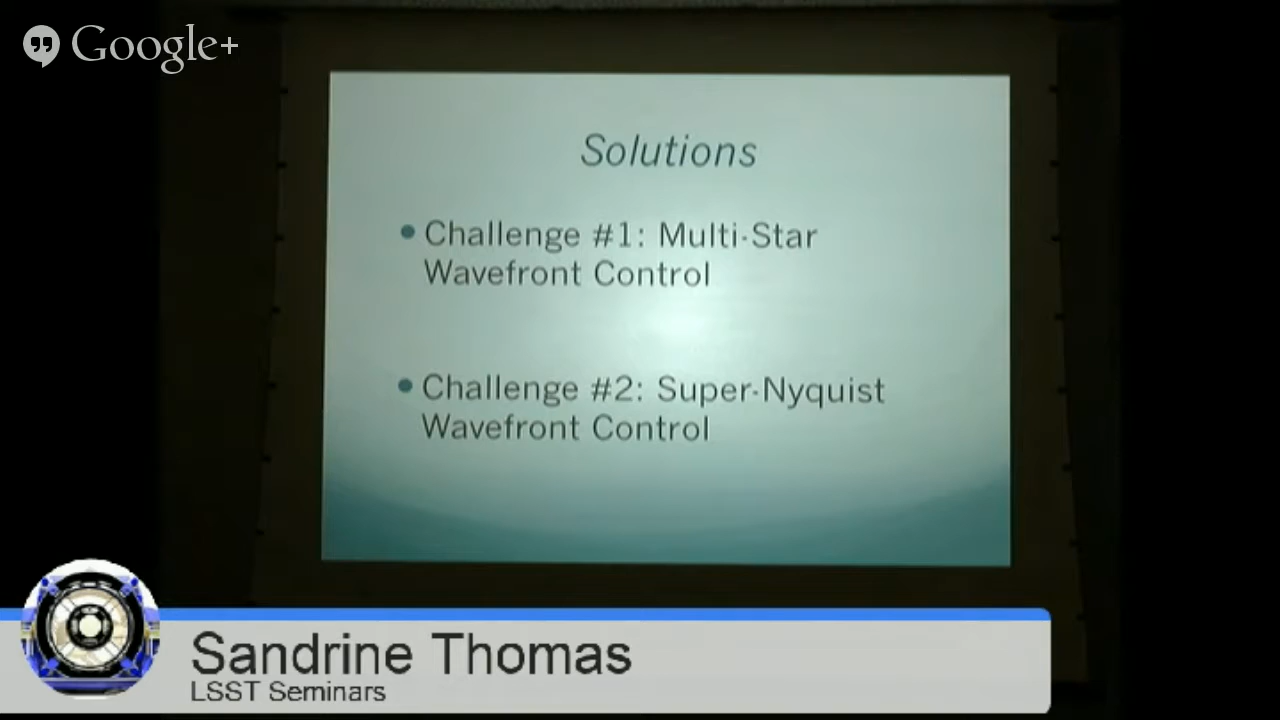 Google+
Solutions
• Challenge #1: Multi-Star
Wavefront Control
• Challenge #2: Super-Nyquist
Wavefront Control
Sandrine Thomas
LSST Seminars